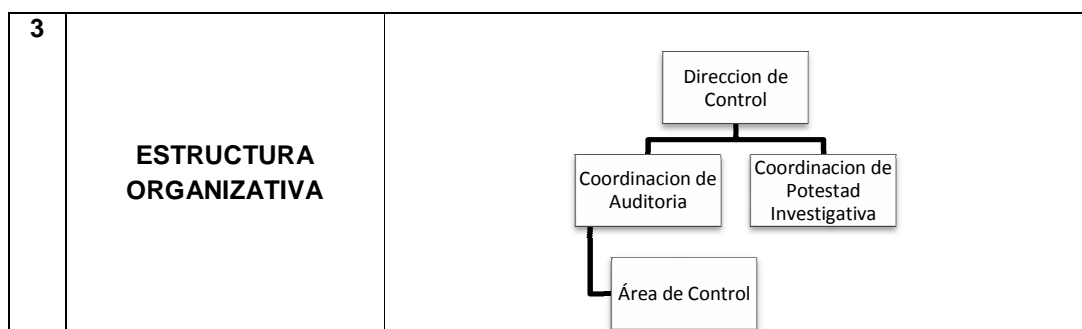 3
ESTRUCTURA
ORGANIZATIVA
Direccion de
Control
Coordinacion de
Auditoria
Coordinacion de
Potestad
Investigativa
Área de Control